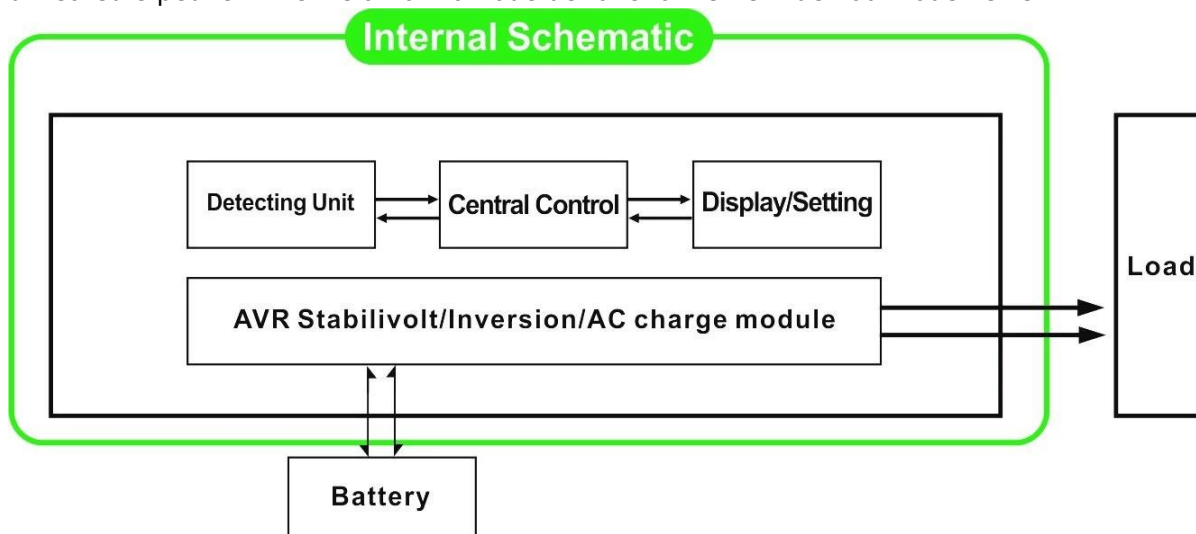 Internal Schematic
Detecting Unit
Central Control
Display/Setting
Load
AVR Stabilivolt/Inversion/AC charge module
Battery